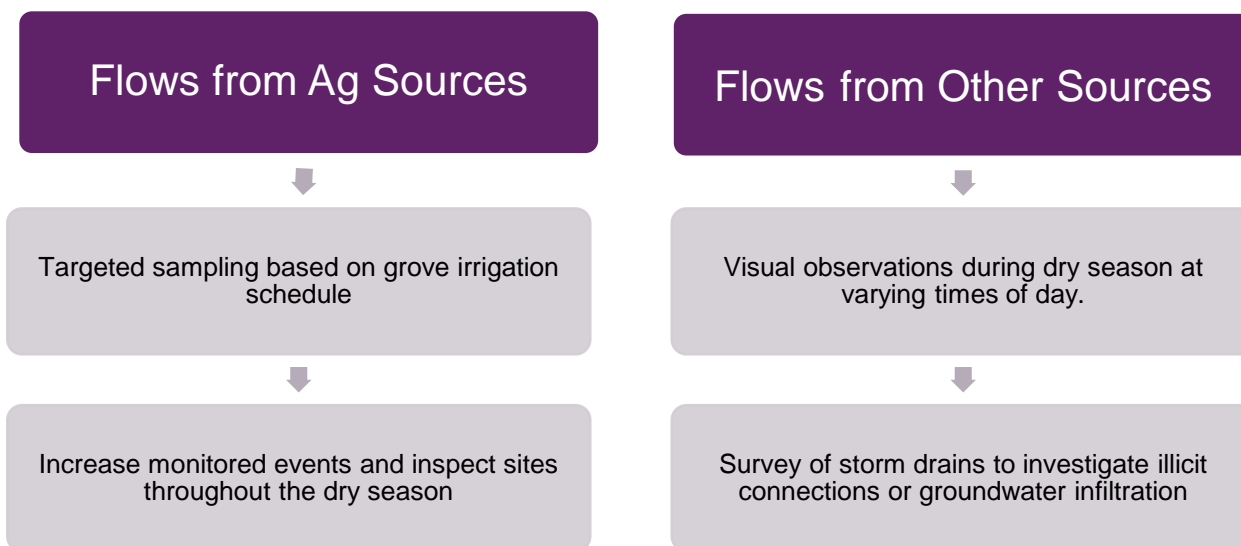 Flows from Ag Sources
Targeted sampling based on grove irrigation
schedule
Increase monitored events and inspect sites
throughout the dry season
Flows from Other Sources
Visual observations during dry season at
varying times of day.
Survey of storm drains to investigate illicit
connections or groundwater infiltration